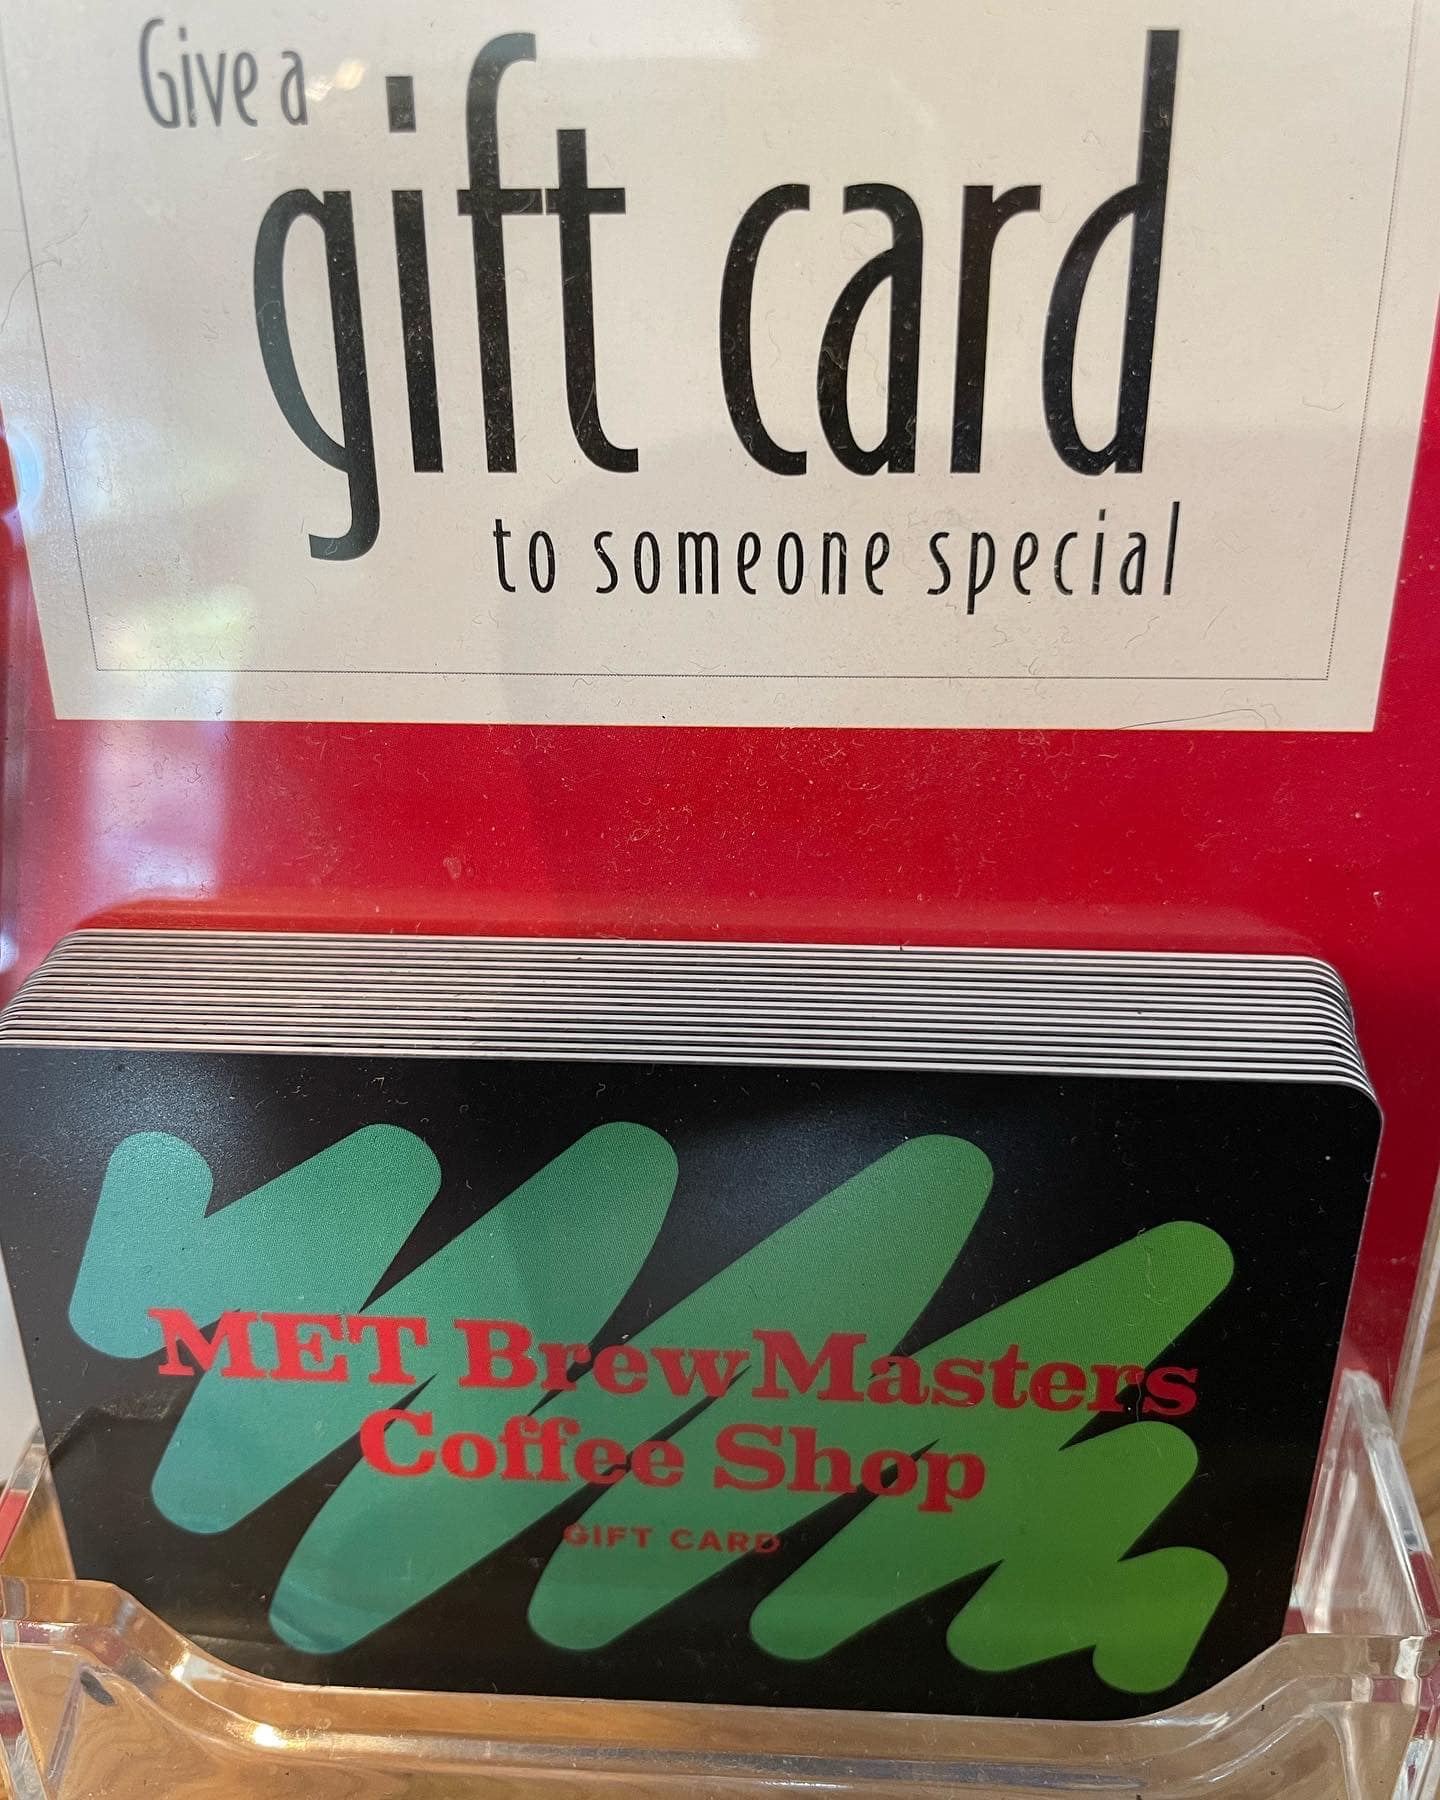 Give a
gift card
to someone special
MET BrewMasters
Coffee Shop
GIFT CARD